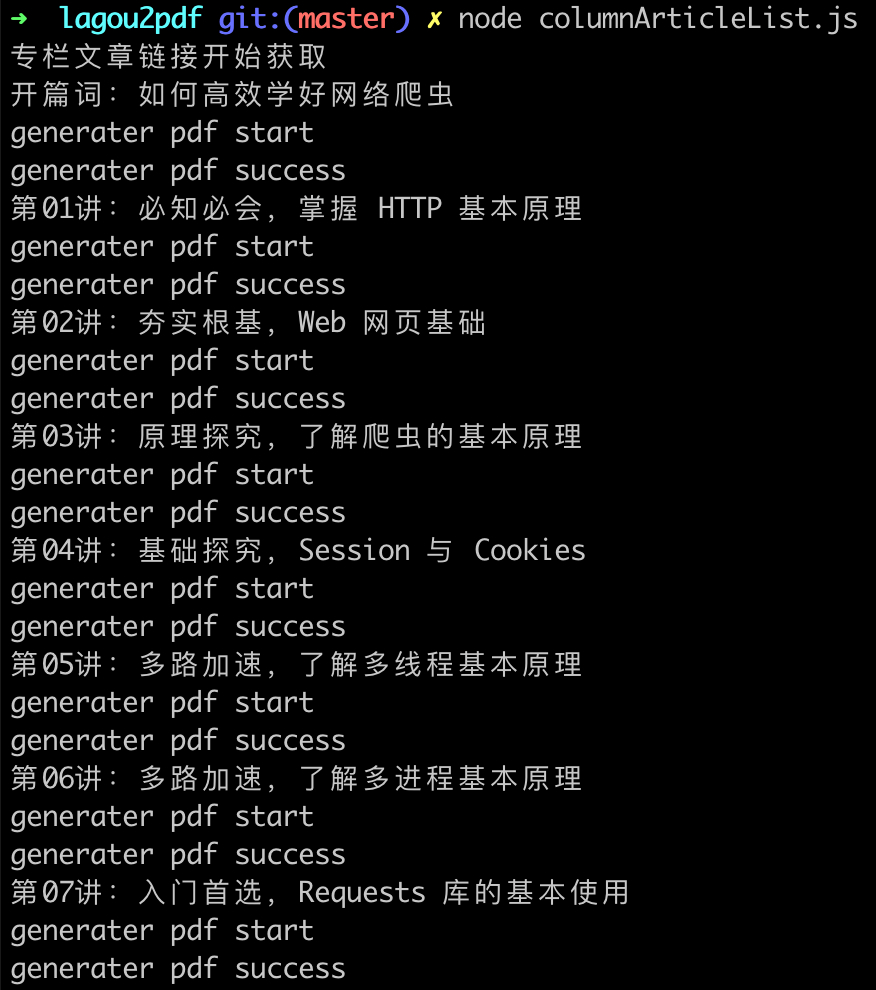 ➜  lagou2pdf git:(master) ✗ node columnArticleList.js
专栏文章链接开始获取
开篇词：如何高效学好网络爬虫
generater pdf start
generater pdf success
第01讲：必知必会，掌握 HTTP 基本原理
generater pdf start
generater pdf success
第02讲：夯实根基，Web 网页基础
generater pdf start
generater pdf success
第03讲：原理探究，了解爬虫的基本原理
generater pdf start
generater pdf success
第04讲：基础探究，Session 与 Cookies
generater pdf start
generater pdf success
第05讲：多路加速，了解多线程基本原理
generater pdf start
generater pdf success
第06讲：多路加速，了解多进程基本原理
generater pdf start
generater pdf success
第07讲：入门首选，Requests 库的基本使用
generater pdf start
generater pdf success